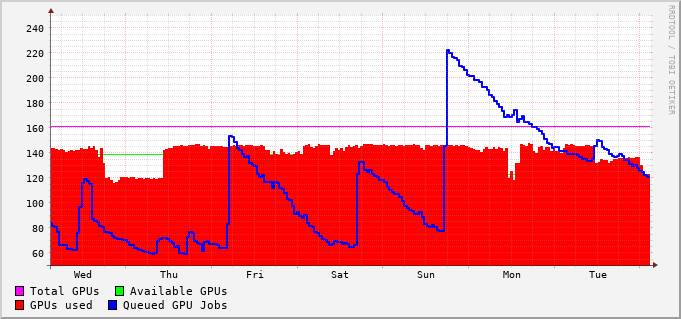 240
220
200
180
160
140
120
100
80
60
Wed Thu Fri Sat Sun Mon Tue
Total GPUs Available GPUs
GPUs used Queued GPU Jobs
RRDTOOL / TOBI OETIKER